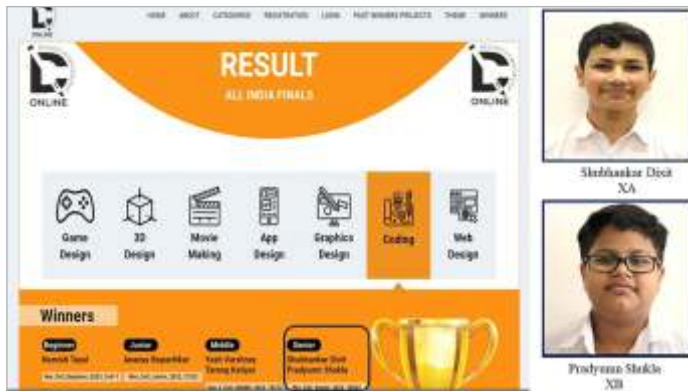 HOME ABOUT CATEGORIES REGISTRATION LOGIN PAST WINNERS PROJECTS THEME WINNERS
ONLINE
RESULT
ALL INDIA FINALS
ONLINE
ONLINE
Game Design
3D Design
Movie Making
App Design
Graphics Design
Coding
Web Design
Winners
Beginner
Junior
Middle
Senior
Shubhankar Dixit
Pradyumn Shukla
Shubhankar Dixit
XA
Pradyumn Shukla
XB